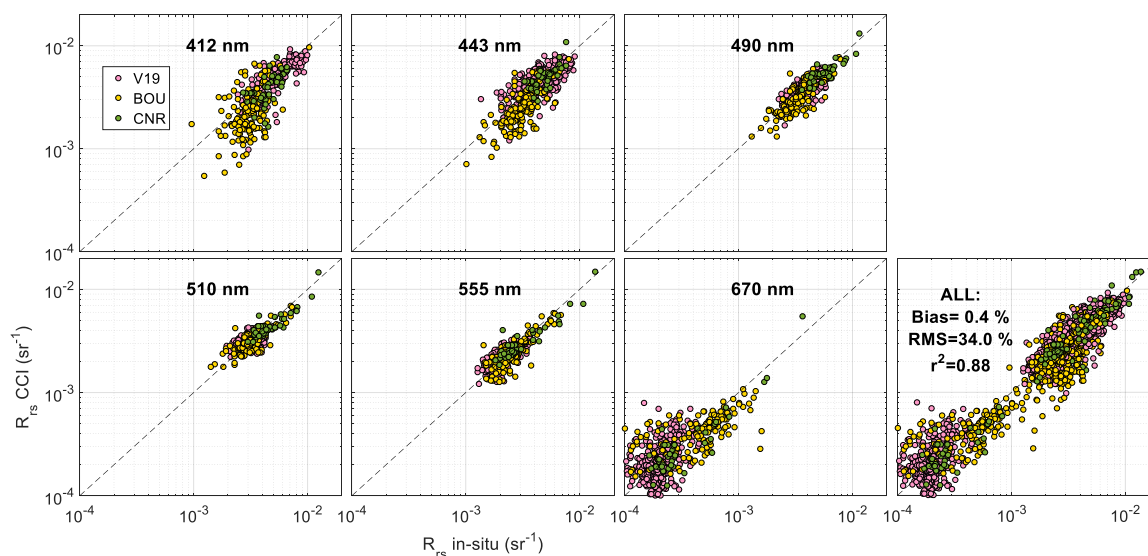 412 nm
443 nm
490 nm
V19
BOU
CNR
10⁻²
10⁻³
10⁻⁴
510 nm
555 nm
670 nm
ALL:
Bias= 0.4 %
RMS=34.0 %
r²=0.88
10⁻²
10⁻³
10⁻⁴
R_rs CCI (sr⁻¹)
10⁻⁴ 10⁻³ 10⁻² 10⁻⁴ 10⁻³ 10⁻² 10⁻⁴ 10⁻³ 10⁻² 10⁻⁴ 10⁻³ 10⁻²
R_rs in-situ (sr⁻¹)